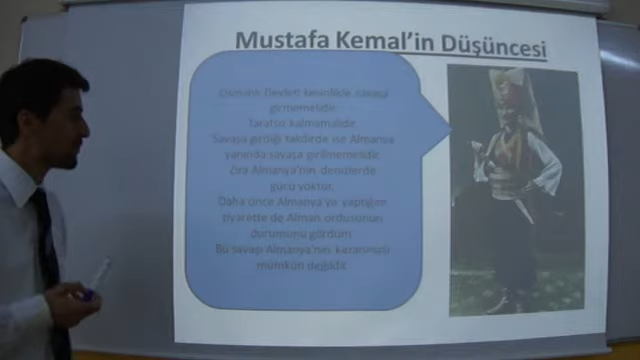 Mustafa Kemal'in Düşüncesi
Osmanlı Devleti kesinlikle savaşa
girmemelidir.
Tarafsız kalmamalıdır.
Savaşa girdiği takdirde ise Almanya
yanında savaşa girilmemelidir.
Zira Almanya'nın denizlerde
gücü yoktur.
Daha önce Almanya'ya yaptığım
ziyarette de Alman ordusunun
durumunu gördüm.
Bu savaşı Almanya'nın kazanması
mümkün değildir.